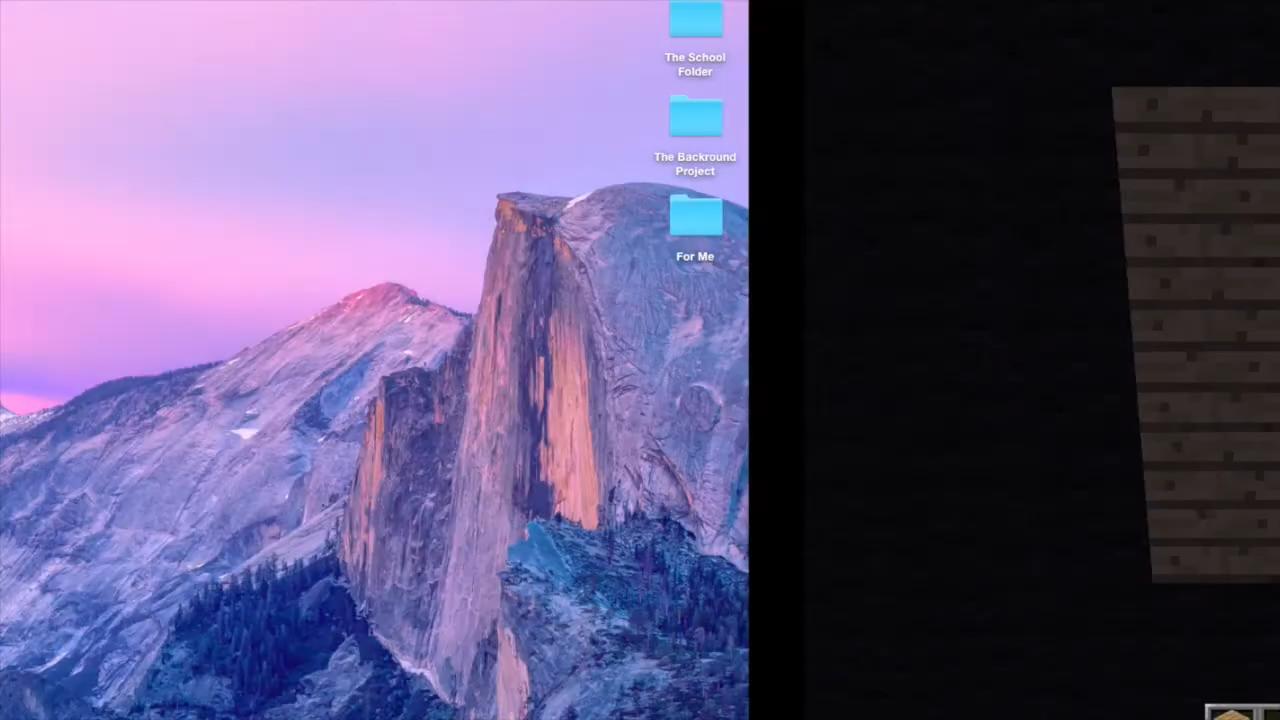 The School
Folder
The Backround
Project
For Me